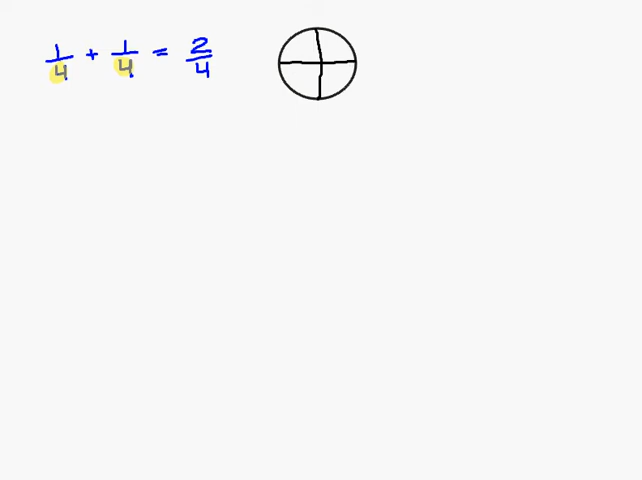 1/4 + 1/4 = 2/4